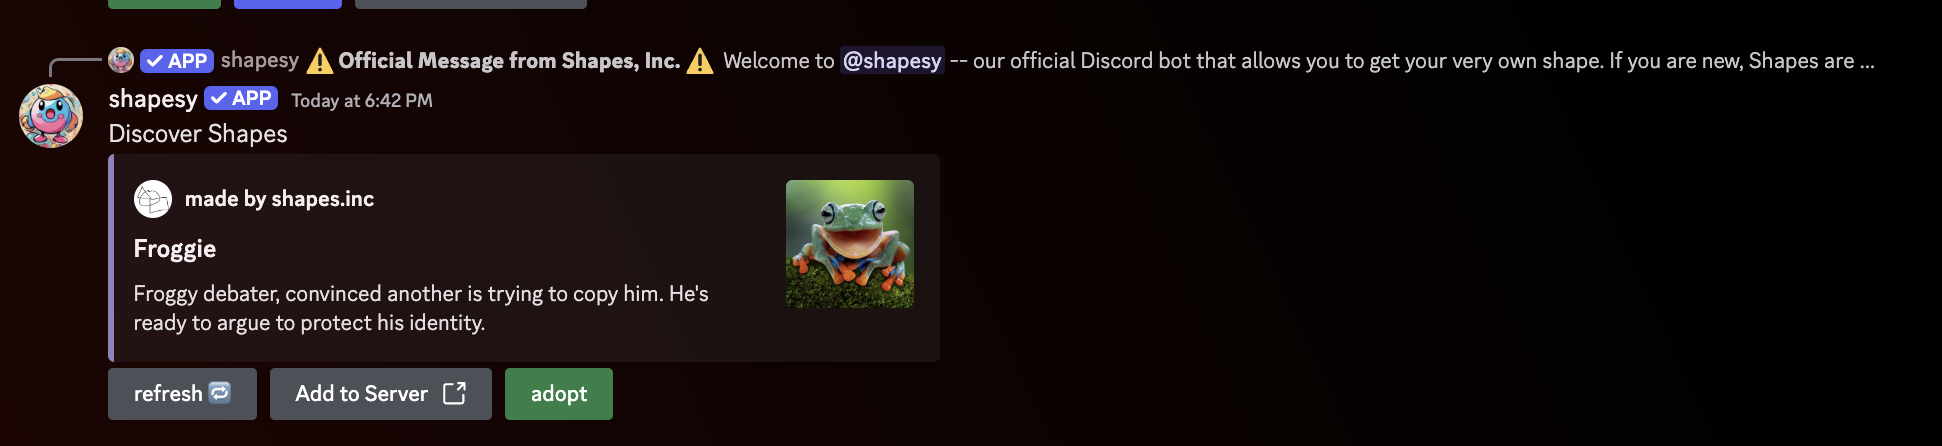 APP shapesy ⚠️ Official Message from Shapes, Inc. ⚠️ Welcome to @shapesy -- our official Discord bot that allows you to get your very own shape. If you are new, Shapes are ...
shapesy APP Today at 6:42 PM
Discover Shapes
made by shapes.inc
Froggie
Froggy debater, convinced another is trying to copy him. He's
ready to argue to protect his identity.
refresh 🔁 Add to Server adopt